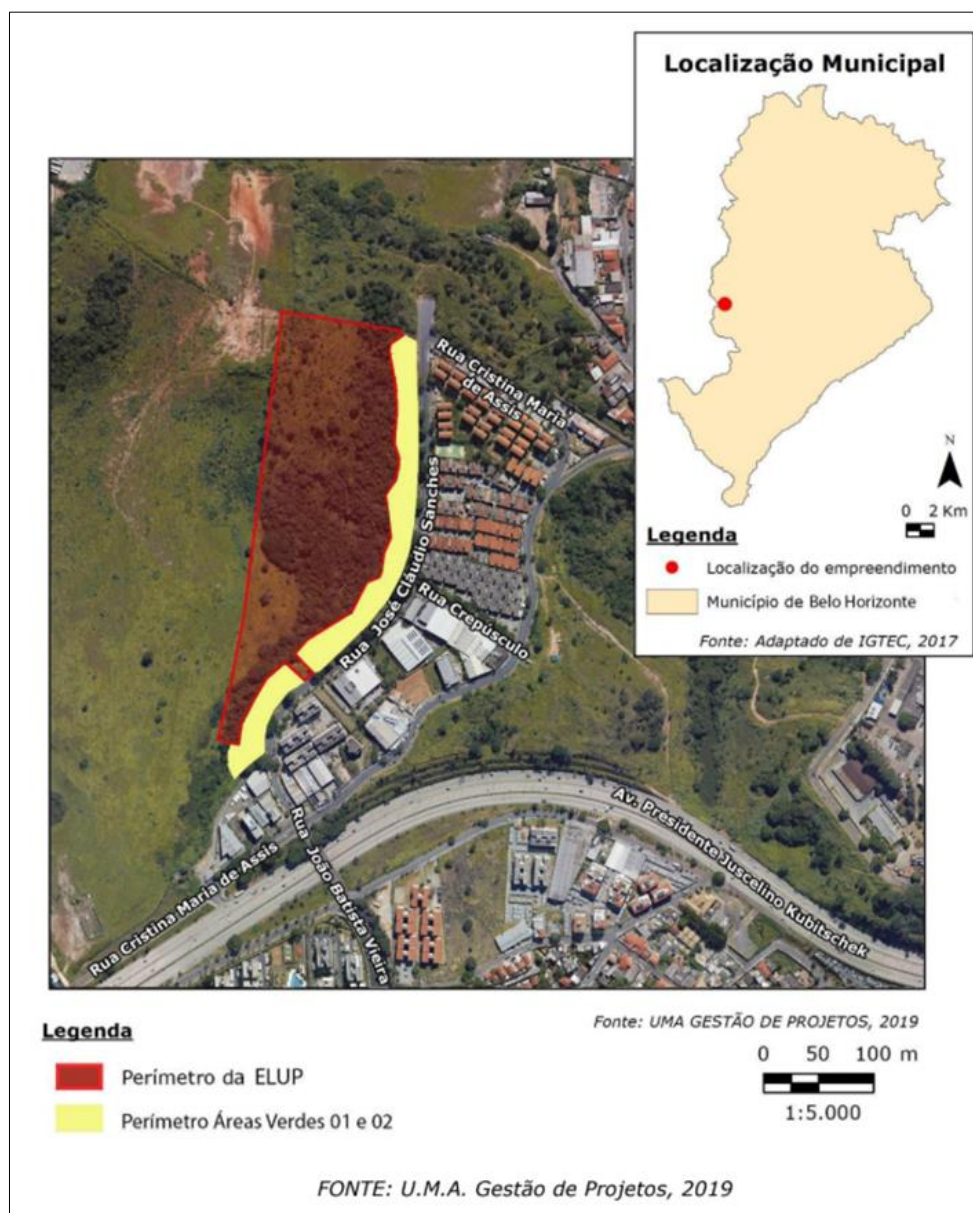 Localização Municipal
N
0 2 Km
Legenda
Localização do empreendimento
Município de Belo Horizonte
Fonte: Adaptado de IGTEC, 2017
Rua Cristina Maria
de Assis
Rua José Cláudio Sanches
Rua Crepúsculo
Av. Presidente Juscelino Kubitschek
Rua Cristina Maria de Assis
Rua João Batista Vieira
Legenda
Perímetro da ELUP
Perímetro Áreas Verdes 01 e 02
Fonte: UMA GESTÃO DE PROJETOS, 2019
0 50 100 m
1:5.000
FONTE: U.M.A. Gestão de Projetos, 2019